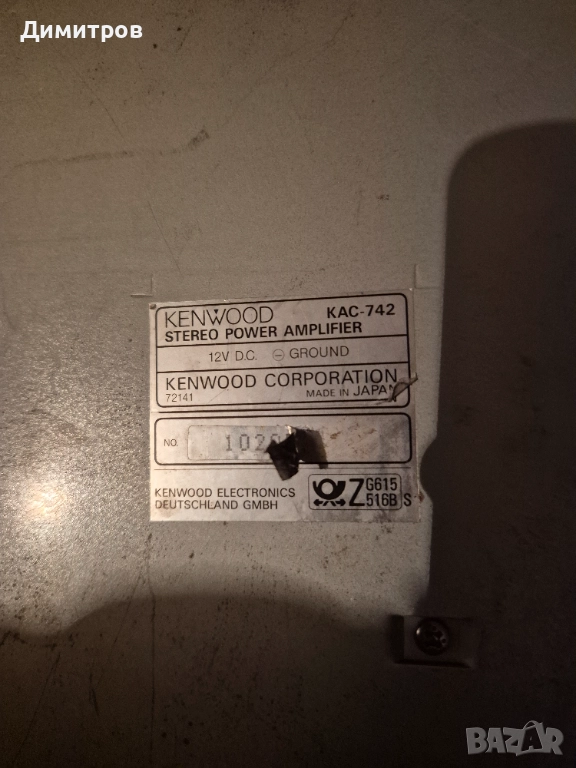 Димитров
KENWOOD KAC-742
STEREO POWER AMPLIFIER
12V D.C. ⊖ GROUND
KENWOOD CORPORATION
72141 MADE IN JAPAN
NO.
KENWOOD ELECTRONICS
DEUTSCHLAND GMBH
Z G615
516B S
BAZAR